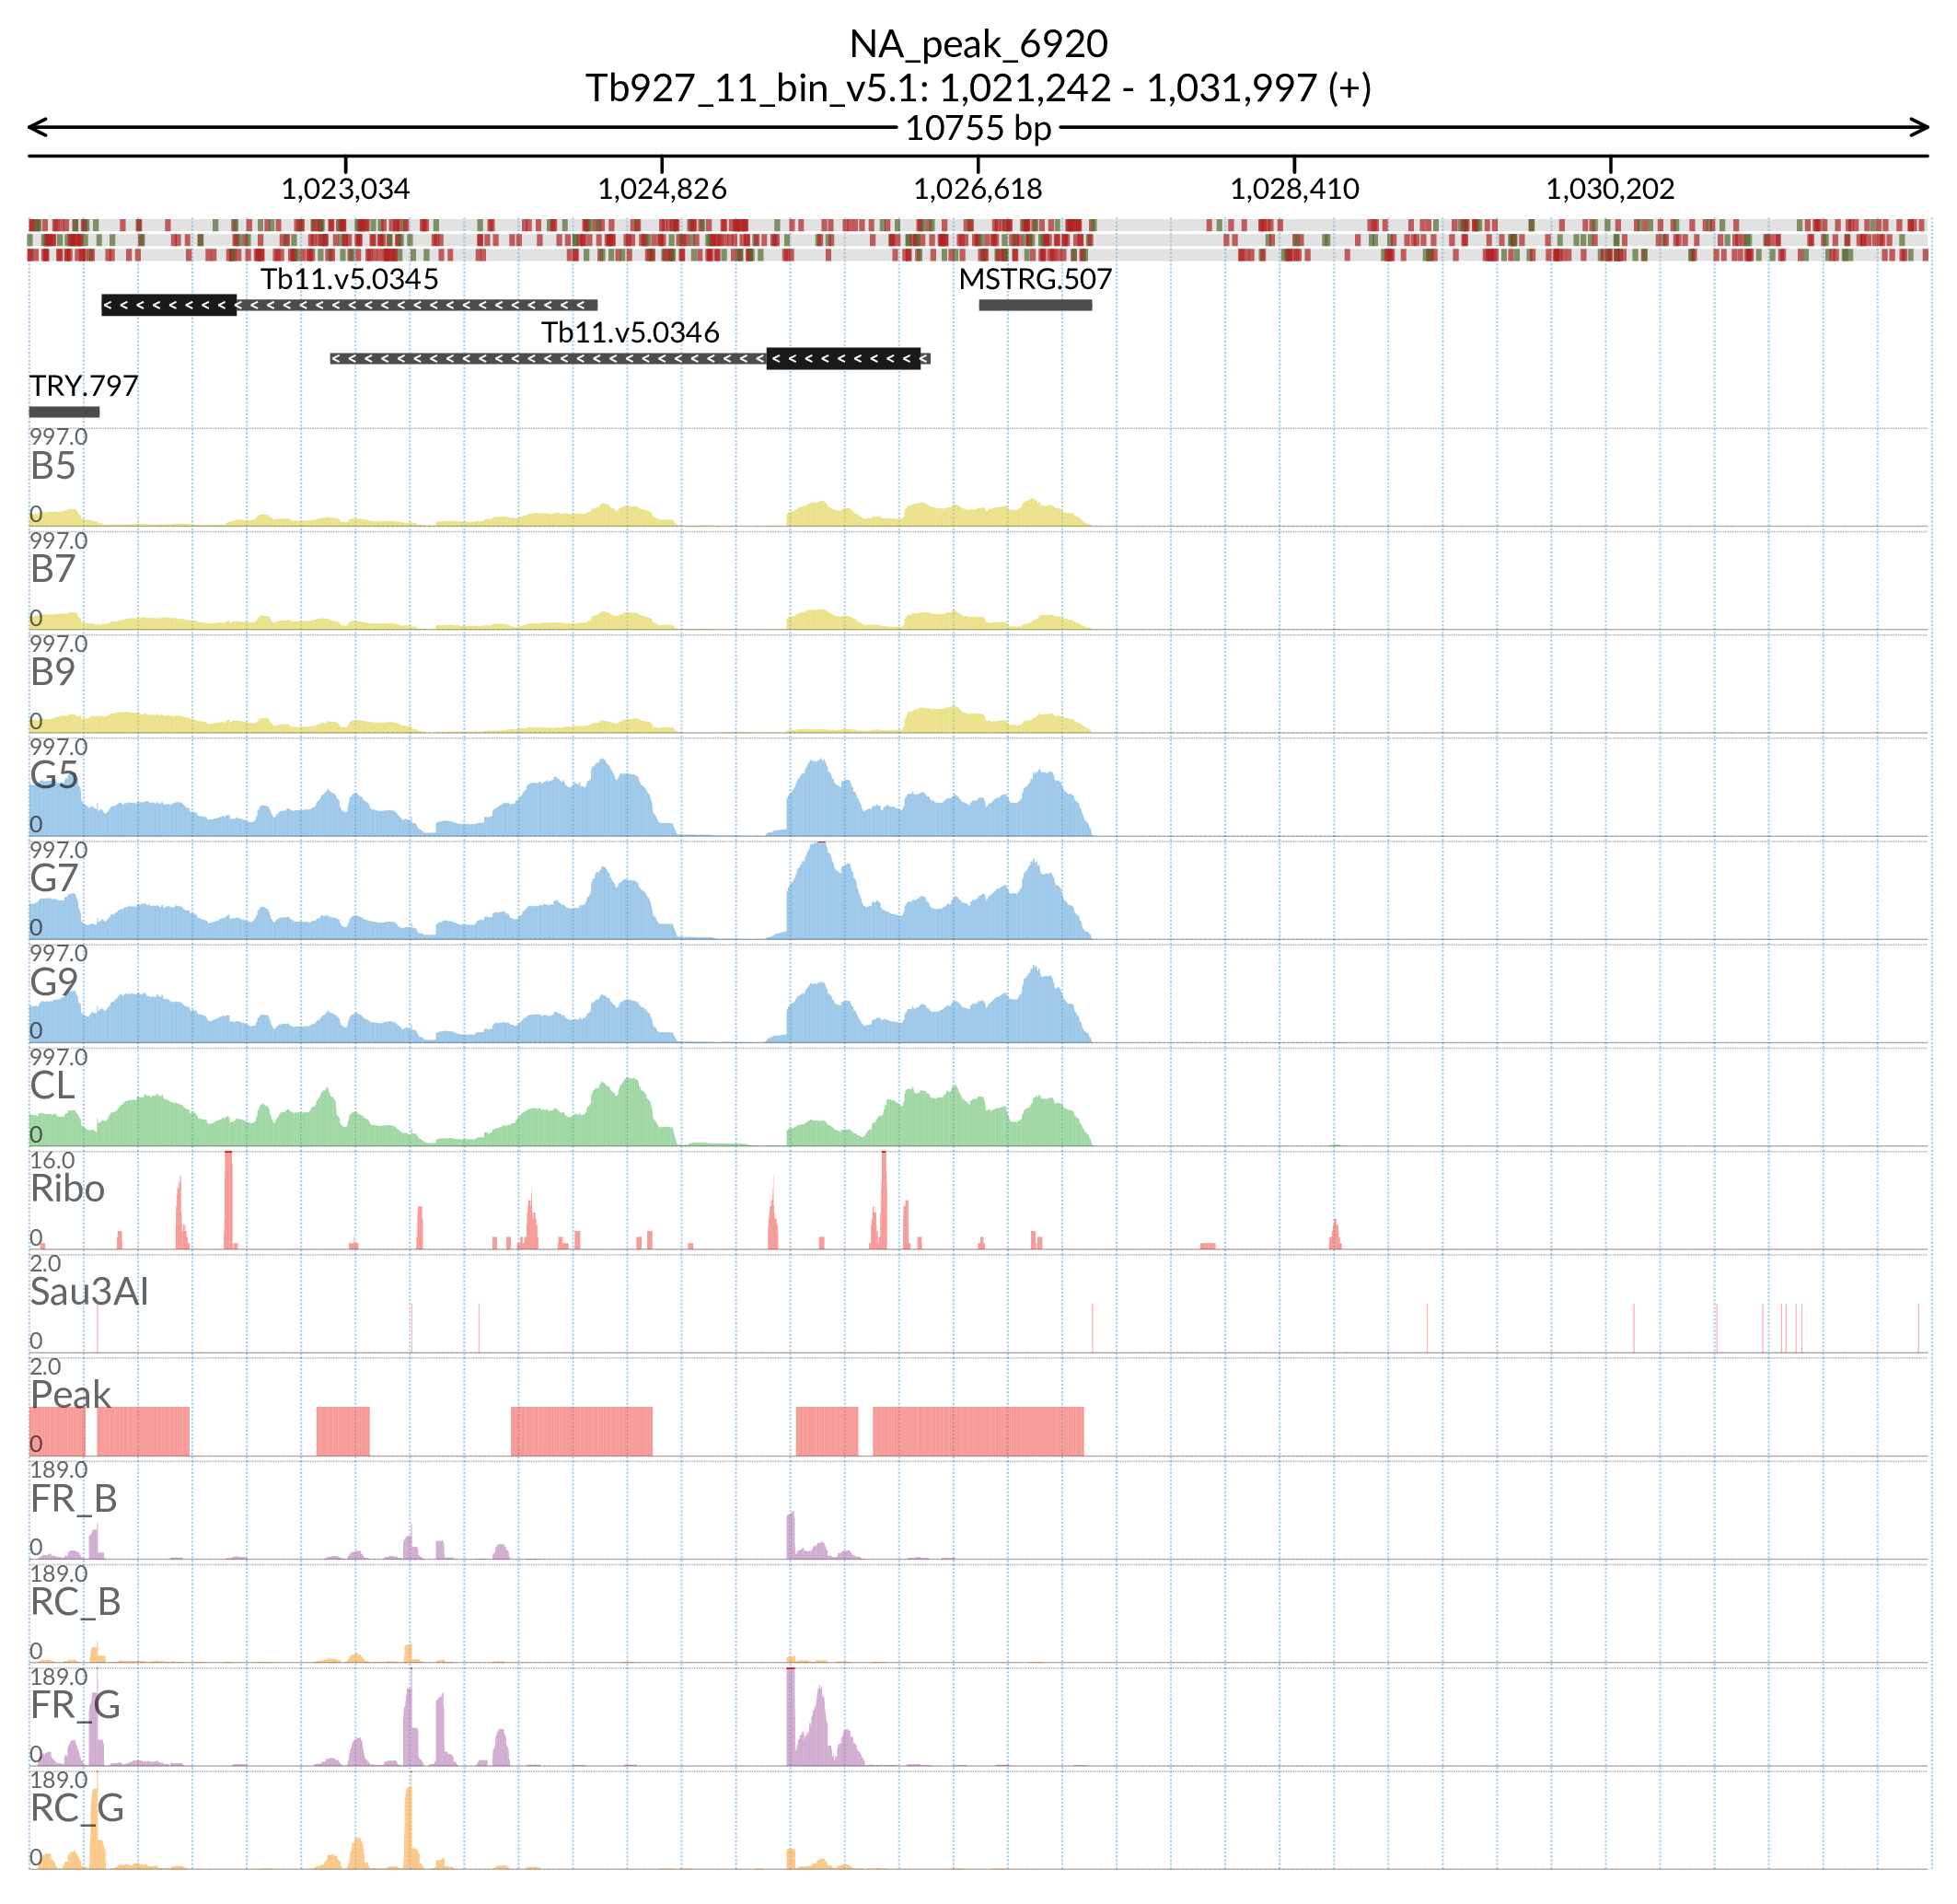 NA_peak_6920
Tb927_11_bin_v5.1: 1,021,242 - 1,031,997 (+)
10755 bp
1,023,034 1,024,826 1,026,618 1,028,410 1,030,202
Tb11.v5.0345 MSTRG.507
Tb11.v5.0346
TRY.797
997.0
B5
0
997.0
B7
0
997.0
B9
0
997.0
G5
0
997.0
G7
0
997.0
G9
0
997.0
CL
0
16.0
Ribo
0
2.0
Sau3AI
0
2.0
Peak
0
189.0
FR_B
0
189.0
RC_B
0
189.0
FR_G
0
189.0
RC_G
0